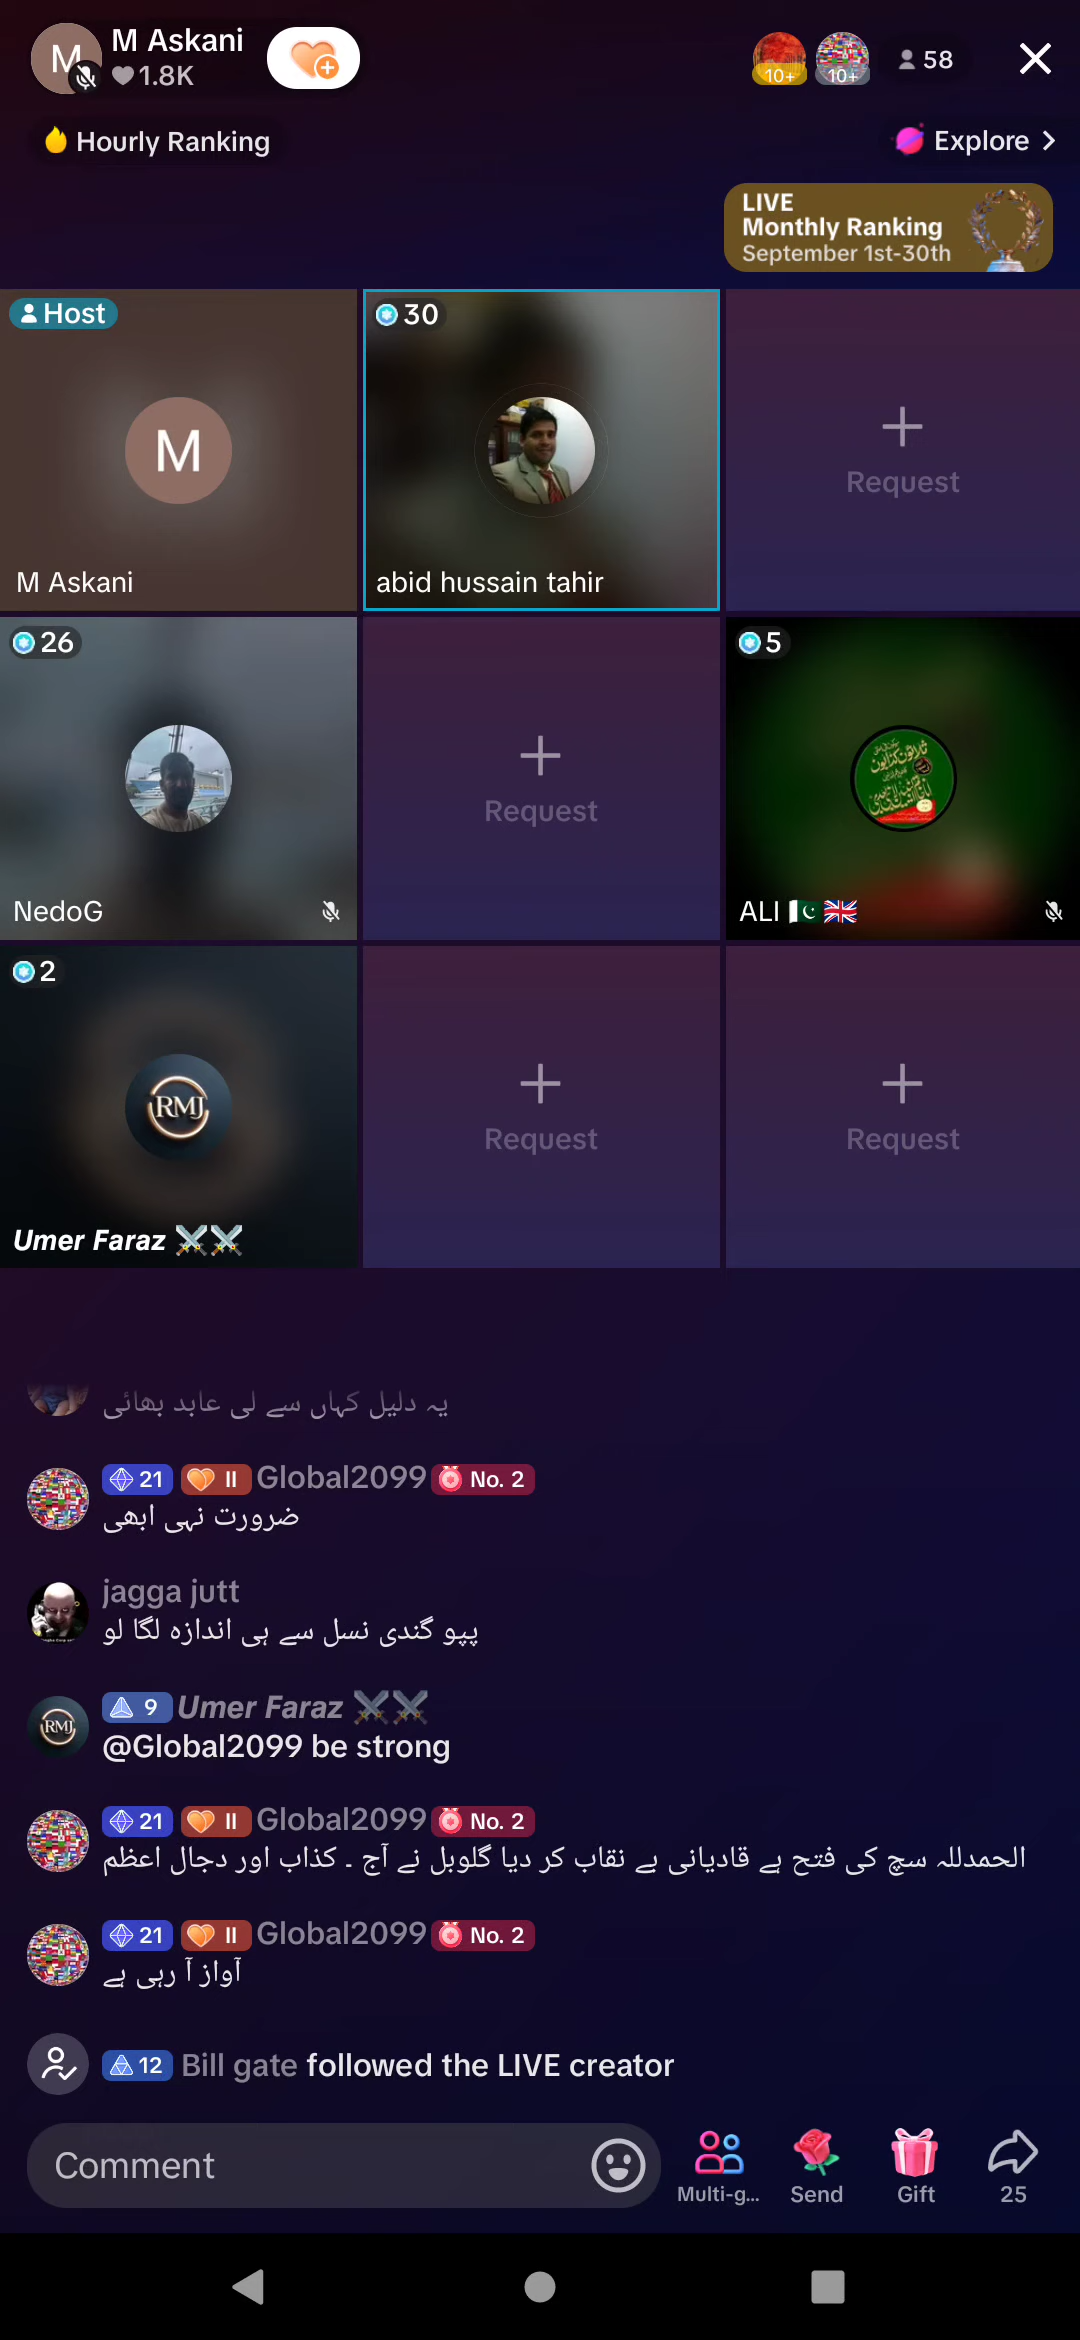 M Askani
1.8K
10+
10+
58
Hourly Ranking
Explore
LIVE
Monthly Ranking
September 1st-30th
Host
M
M Askani
30
abid hussain tahir
Request
26
NedoG
Request
5
ALI
2
RMJ
Umer Faraz
Request
Request
یہ دلیل کہاں سے لی عابد بھائی
21 II Global2099 No. 2
ضرورت نہی ابھی
jagga jutt
پپو گندی نسل سے ہی اندازہ لگا لو
9 Umer Faraz
@Global2099 be strong
21 II Global2099 No. 2
الحمدللہ سچ کی فتح ہے قادیانی بے نقاب کر دیا گلوبل نے آج ۔ کذاب اور دجال اعظم
21 II Global2099 No. 2
آواز آ رہی ہے
12 Bill gate followed the LIVE creator
Comment
Multi-g...
Send
Gift
25